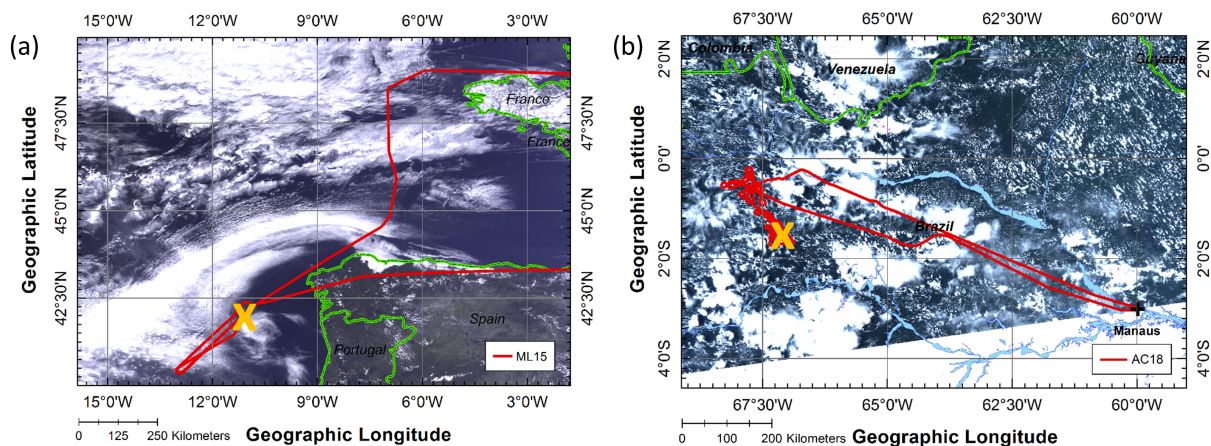 (a)
15°0'W 12°0'W 9°0'W 6°0'W 3°0'W
Geographic Latitude
47°30'N
45°0'N
42°30'N
France
France
Spain
Portugal
X
ML15
47°30'N
45°0'N
42°30'N
15°0'W 12°0'W 9°0'W 6°0'W 3°0'W
0 125 250 Kilometers
Geographic Longitude
(b)
67°30'W 65°0'W 62°30'W 60°0'W
Geographic Latitude
2°0'N
0°0'
2°0'S
4°0'S
Colombia
Venezuela
Guyana
Brazil
X
Manaus
AC18
2°0'N
0°0'
2°0'S
4°0'S
67°30'W 65°0'W 62°30'W 60°0'W
0 100 200 Kilometers
Geographic Longitude